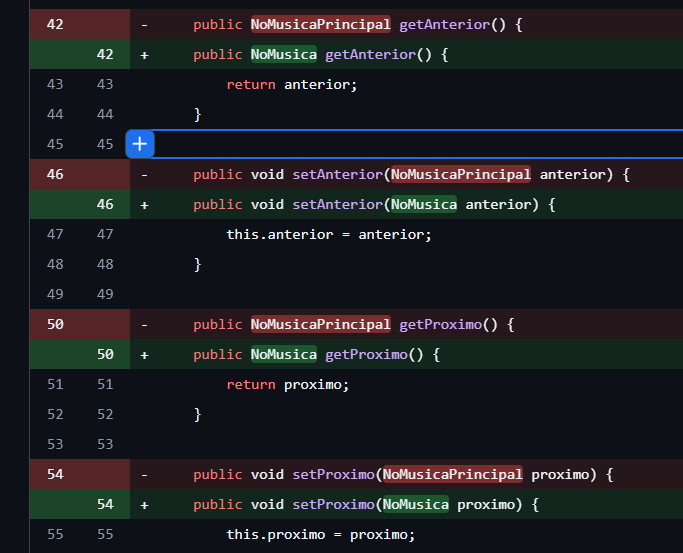 42 - public NoMusicaPrincipal getAnterior() {
42 + public NoMusica getAnterior() {
43 43 return anterior;
44 44 }
45 45 +
46 - public void setAnterior(NoMusicaPrincipal anterior) {
46 + public void setAnterior(NoMusica anterior) {
47 47 this.anterior = anterior;
48 48 }
49 49
50 - public NoMusicaPrincipal getProximo() {
50 + public NoMusica getProximo() {
51 51 return proximo;
52 52 }
53 53
54 - public void setProximo(NoMusicaPrincipal proximo) {
54 + public void setProximo(NoMusica proximo) {
55 55 this.proximo = proximo;